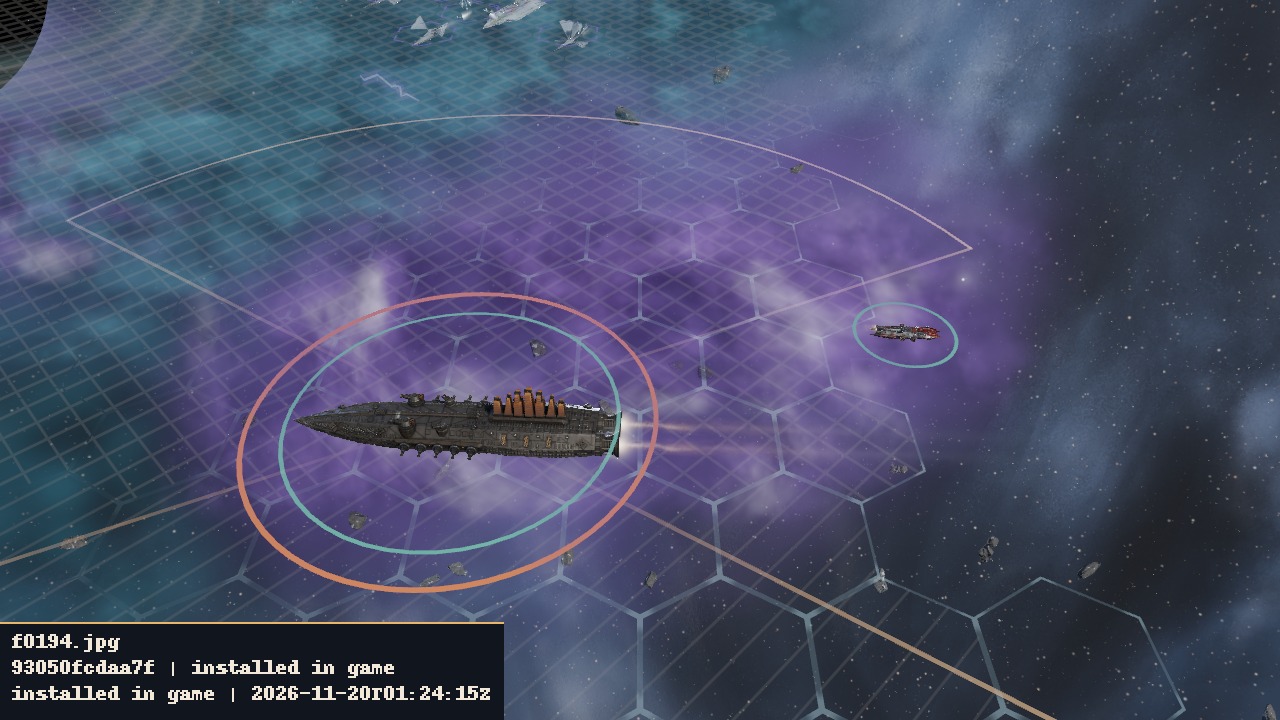 f0194.jpg
93050fcdaa7f | installed in game
installed in game | 2026-11-20T01:24:15Z